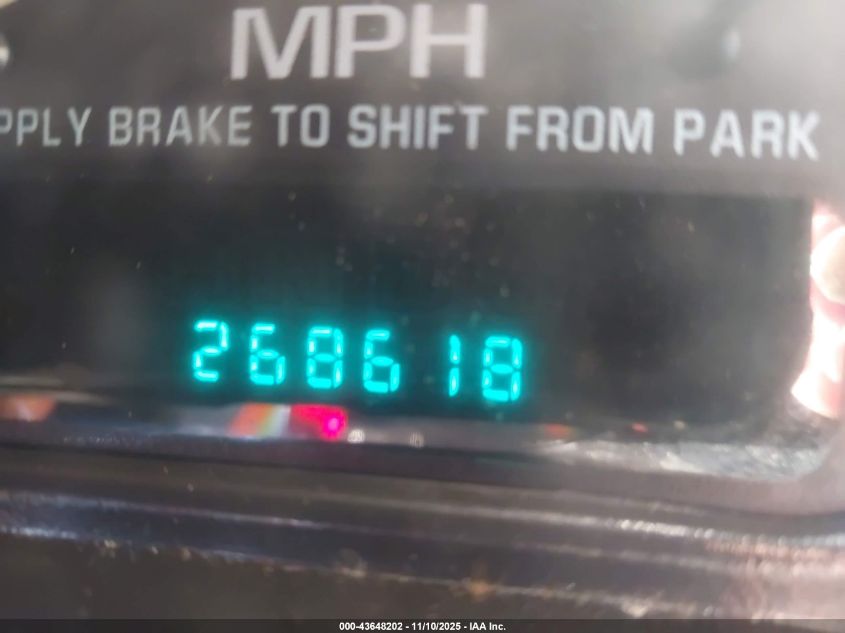 MPH
PPLY BRAKE TO SHIFT FROM PARK
268618
000-43648202 - 11/10/2025 - IAA Inc.